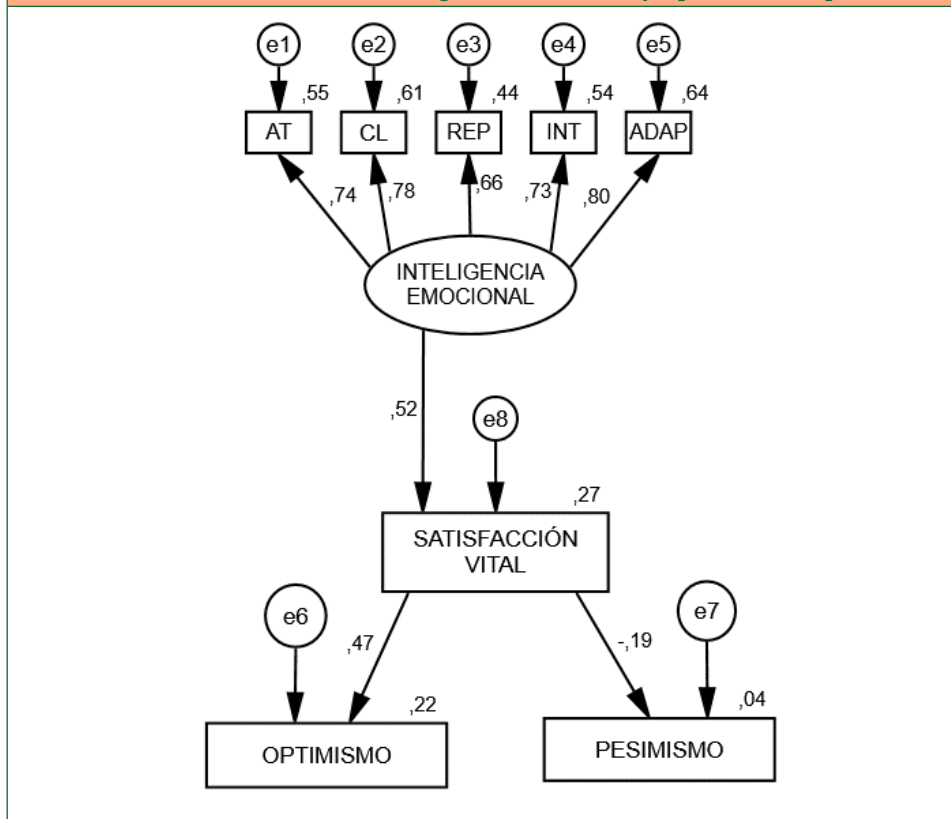 e1 e2 e3 e4 e5
,55 ,61 ,44 ,54 ,64
AT CL REP INT ADAP
,74 ,78 ,66 ,73 ,80
INTELIGENCIA
EMOCIONAL
,52
e8
,27
SATISFACCIÓN
VITAL
e6 e7
,47 -,19
,22 ,04
OPTIMISMO PESIMISMO